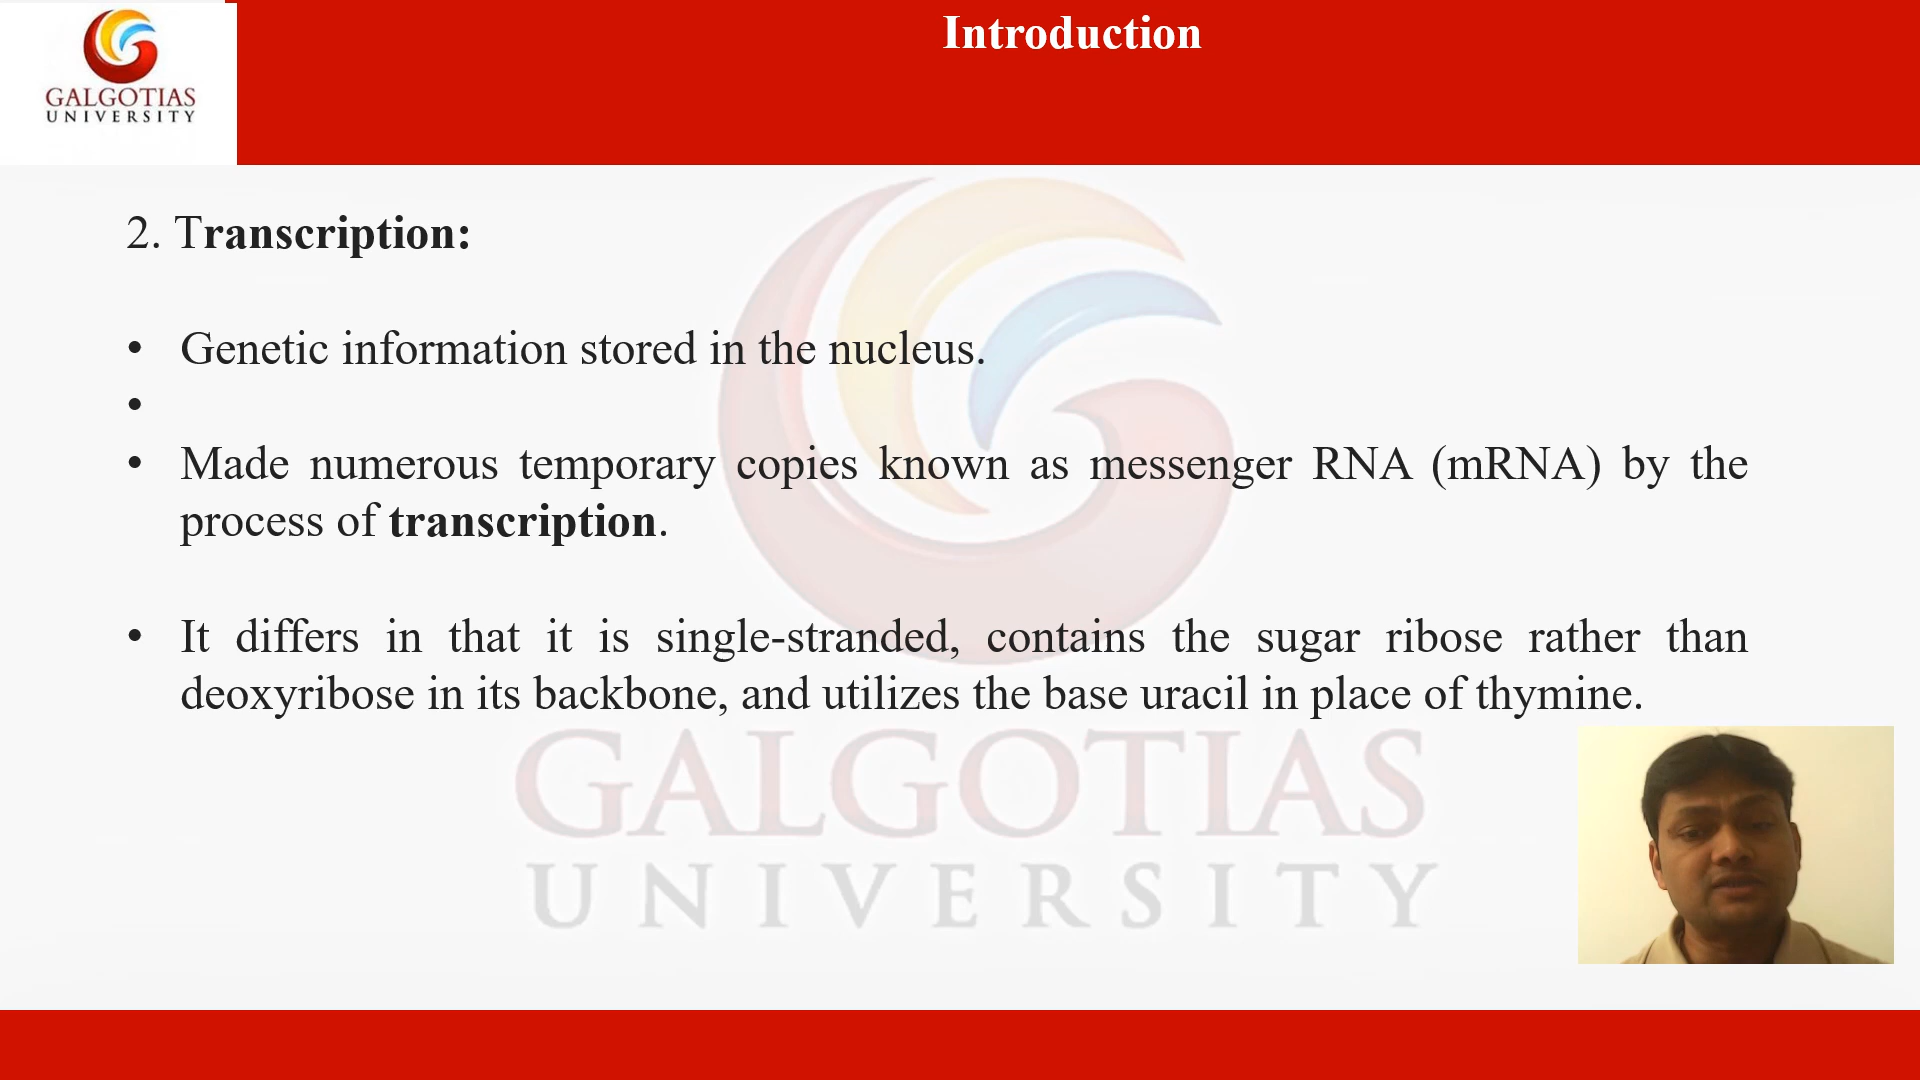 GALGOTIAS
UNIVERSITY
Introduction
2. Transcription:
• Genetic information stored in the nucleus.
•
• Made numerous temporary copies known as messenger RNA (mRNA) by the
process of transcription.
• It differs in that it is single-stranded, contains the sugar ribose rather than
deoxyribose in its backbone, and utilizes the base uracil in place of thymine.
GALGOTIAS
UNIVERSITY